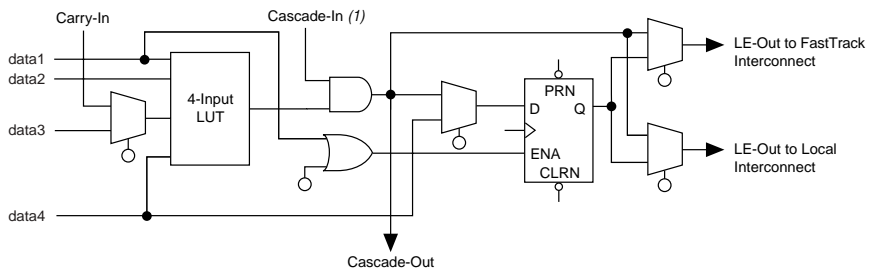 Carry-In
Cascade-In (1)
data1
data2
4-Input
LUT
data3
data4
PRN
D
Q
ENA
CLRN
LE-Out to FastTrack
Interconnect
LE-Out to Local
Interconnect
Cascade-Out